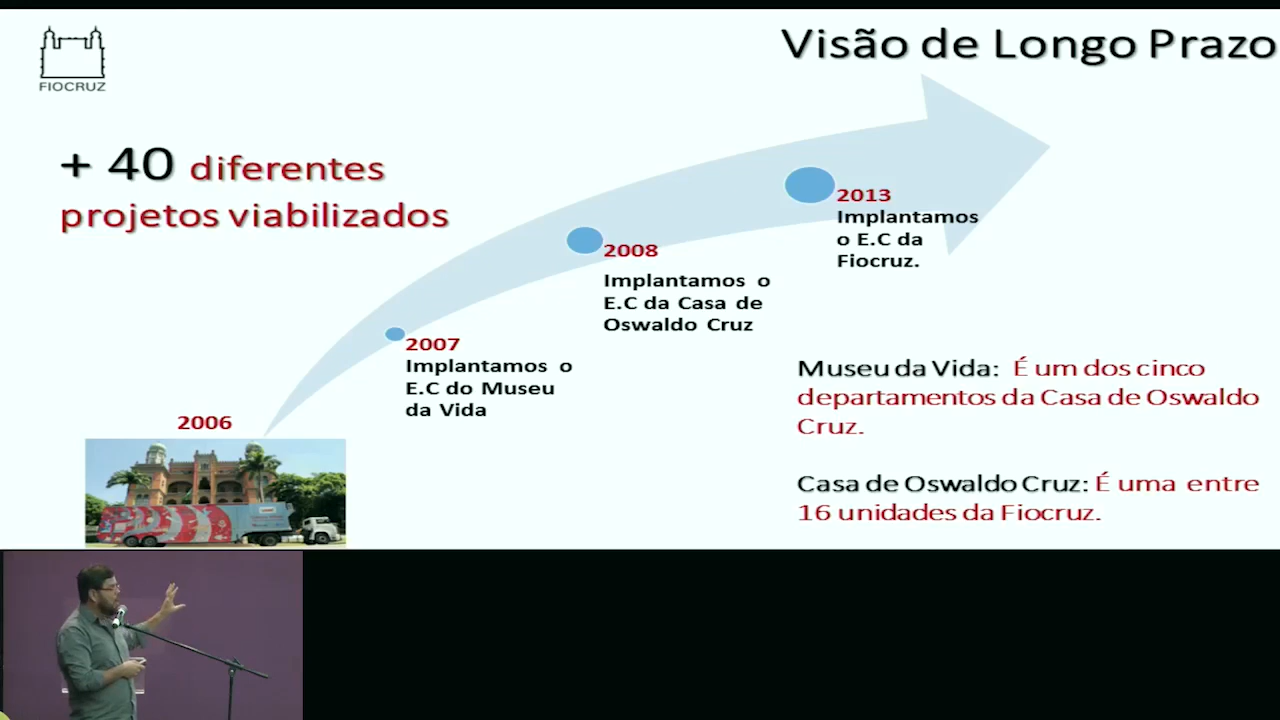 FIOCRUZ
Visão de Longo Prazo
+ 40 diferentes
projetos viabilizados
2013
Implantamos
o E.C da
Fiocruz.
2008
Implantamos o
E.C da Casa de
Oswaldo Cruz
2007
Implantamos o
E.C do Museu
da Vida
2006
Museu da Vida: É um dos cinco
departamentos da Casa de Oswaldo
Cruz.
Casa de Oswaldo Cruz: É uma entre
16 unidades da Fiocruz.